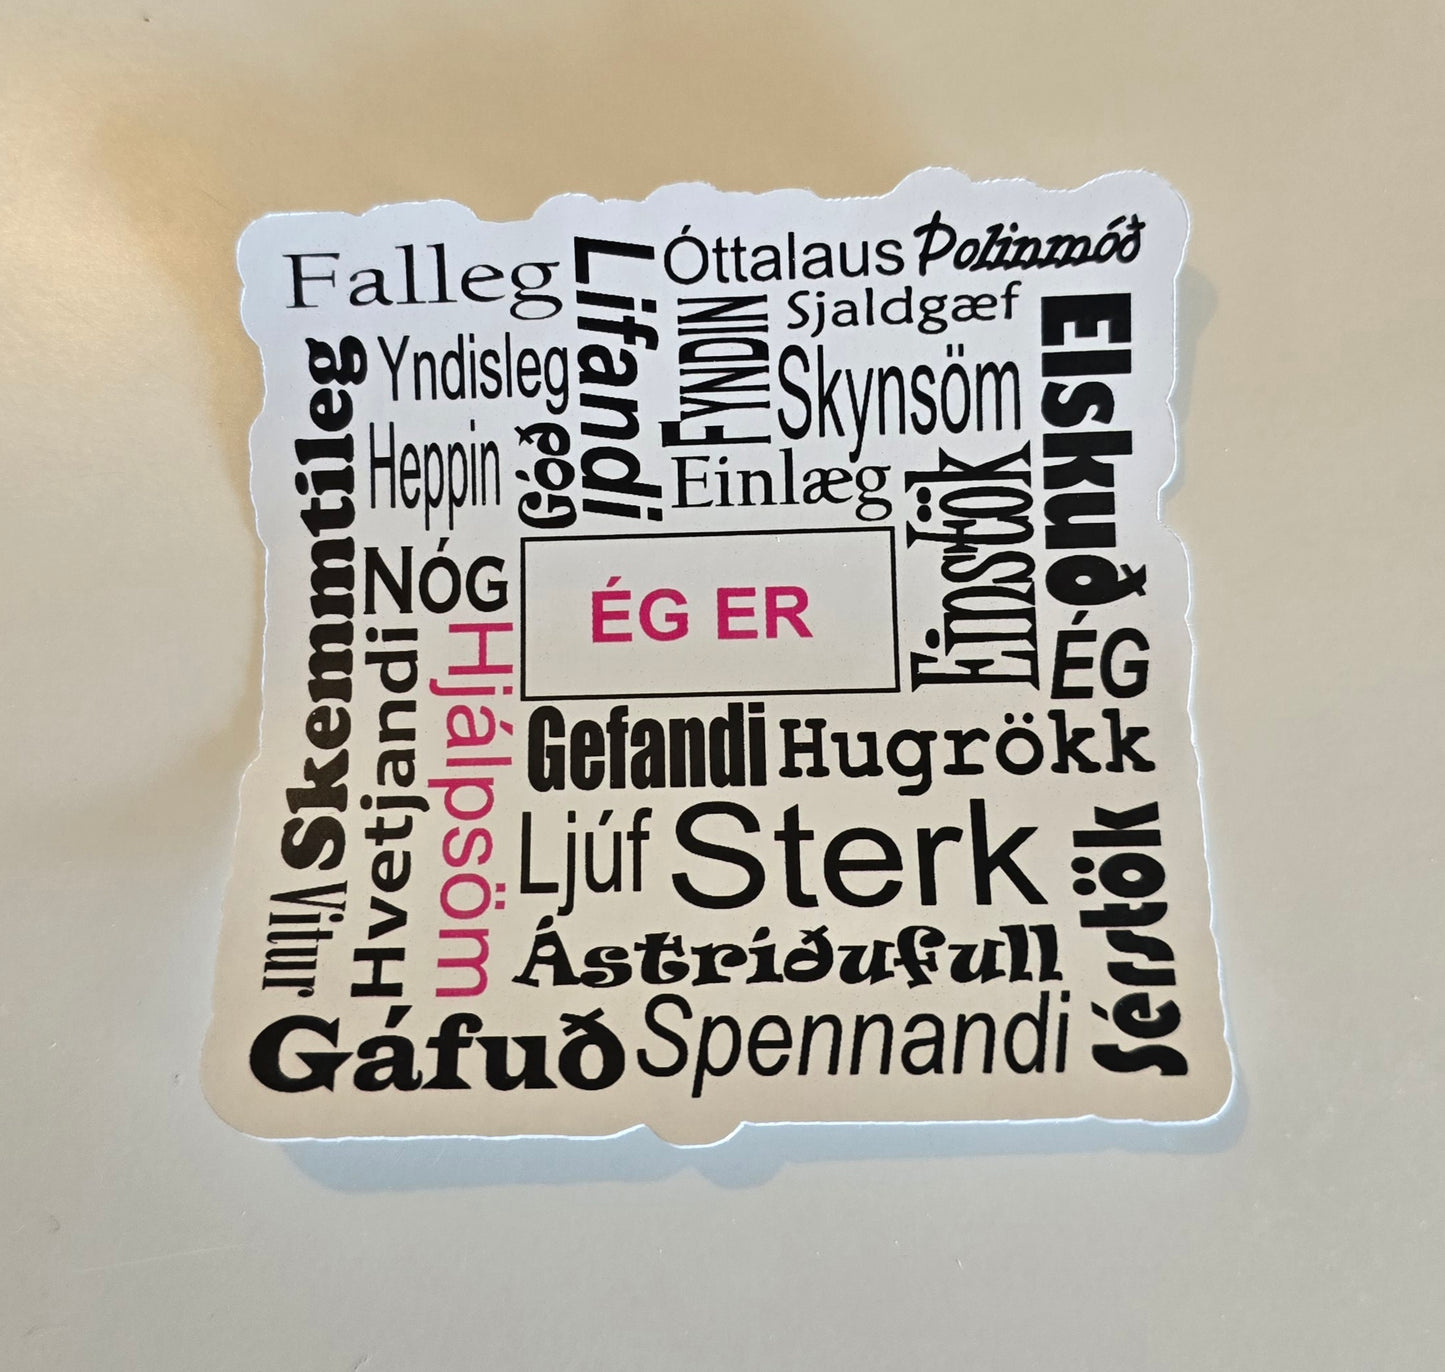 Falleg
Lifandi
Óttalaus
Þolinmóð
Sjaldgæf
FYNDIN
Elskuð
Skemmtileg
Yndisleg
Skynsöm
Heppin
Góð
Einlæg
Einstök
NÓG
ÉG ER
ÉG
Hvetjandi
Hjálpsöm
Gefandi
Hugrökk
Ljúf
Sterk
Sérstök
Vitur
Ástríðufull
Gáfuð
Spennandi